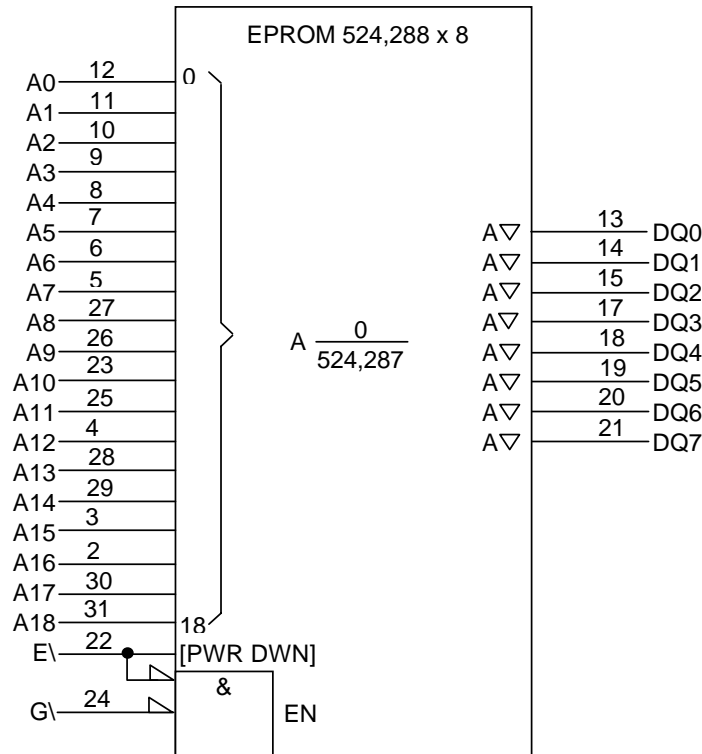 EPROM 524,288 x 8
A0 12 0
A1 11
A2 10
A3 9
A4 8
A5 7 A 13 DQ0
A6 6 A 14 DQ1
A7 5 A 15 DQ2
A8 27 A 17 DQ3
A9 26 A 0 A 18 DQ4
524,287
A10 23 A 19 DQ5
A11 25 A 20 DQ6
A12 4 A 21 DQ7
A13 28
A14 29
A15 3
A16 2
A17 30
A18 31 18
E\ 22 [PWR DWN]
&
G\ 24 EN